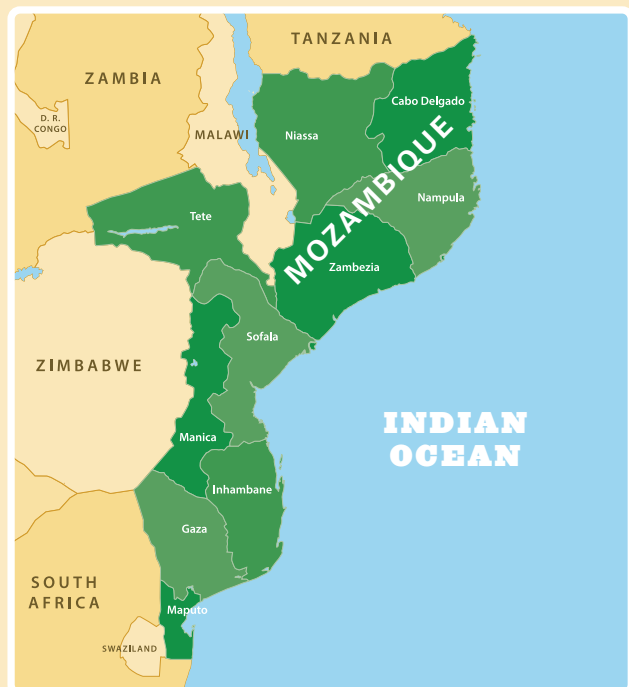 TANZANIA
ZAMBIA
Cabo Delgado
D. R.
CONGO
MALAWI
Niassa
MOZAMBIQUE
Nampula
Tete
Zambezia
Sofala
ZIMBABWE
INDIAN
OCEAN
Manica
Inhambane
Gaza
SOUTH
AFRICA
Maputo
SWAZILAND